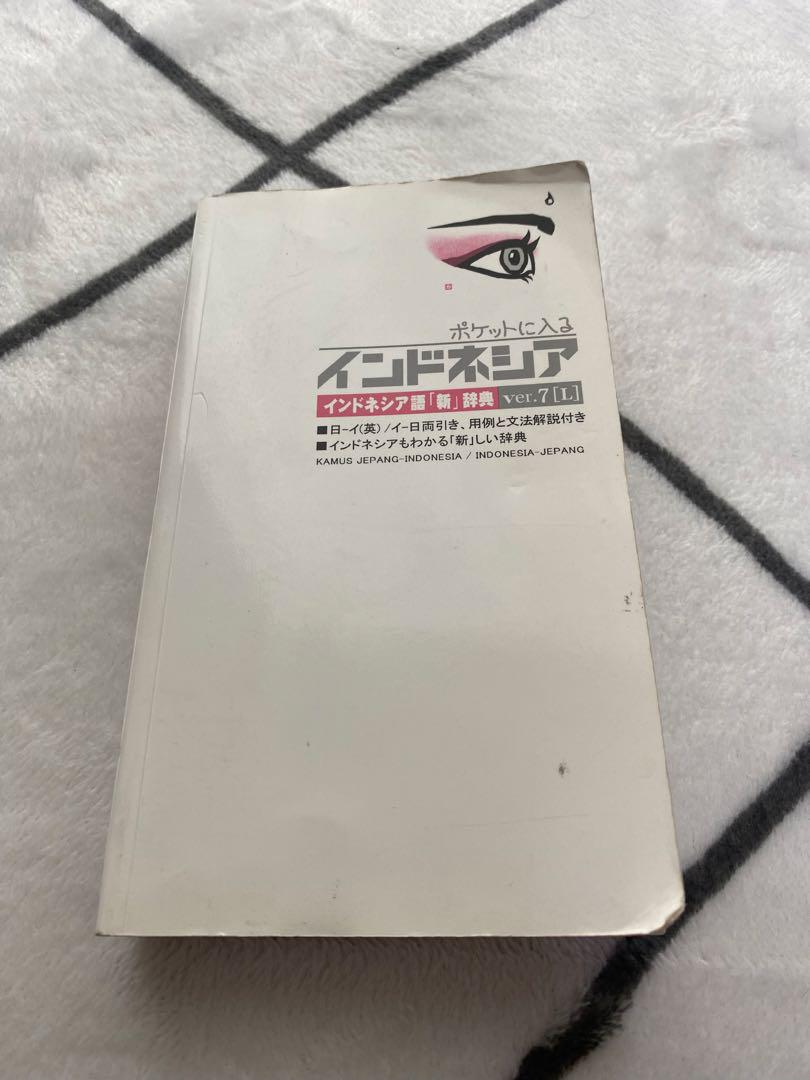 ポケットに入る
インドネシア
インドネシア語「新」辞典 ver.7[L]
■日-イ(英)/イ-日両引き、用例と文法解説付き
■インドネシアもわかる「新」しい辞典
KAMUS JEPANG-INDONESIA / INDONESIA-JEPANG